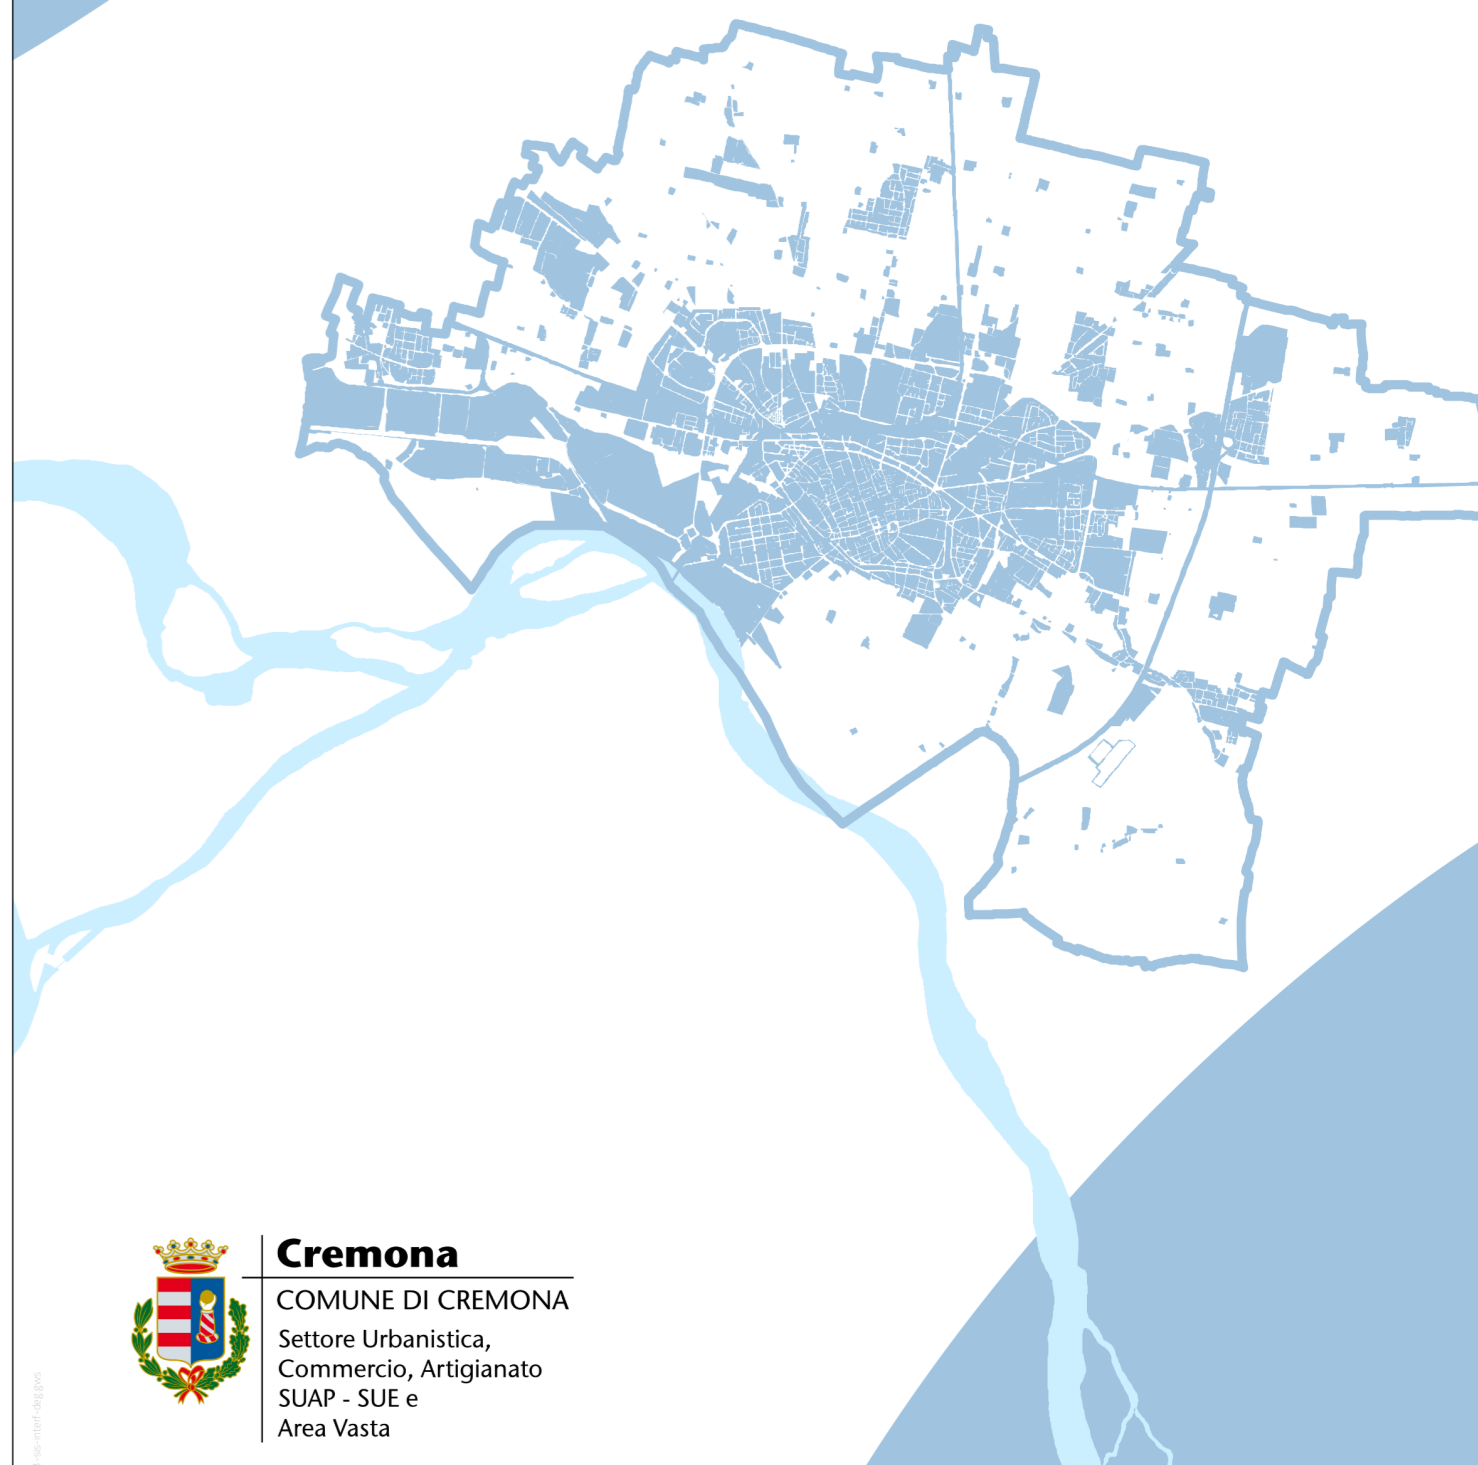 Cremona
COMUNE DI CREMONA
Settore Urbanistica,
Commercio, Artigianato
SUAP - SUE e
Area Vasta